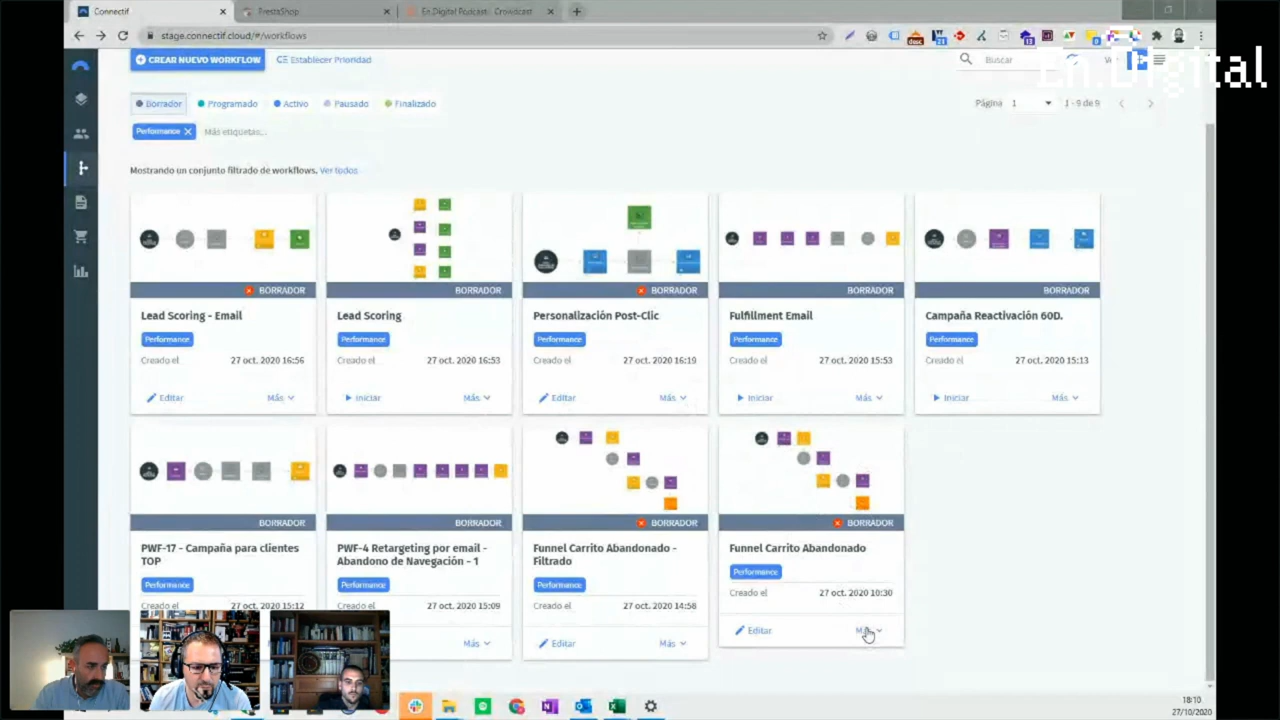 Connectif
PrestaShop
En.Digital Podcast - Crowdcast
stage.connectif.cloud/#/workflows
En.Digital
CREAR NUEVO WORKFLOW
Establecer Prioridad
Buscar
Borrador
Programado
Activo
Pausado
Finalizado
Página 1
1 - 9 de 9
Performance
Más etiquetas...
Mostrando un conjunto filtrado de workflows. Ver todos
BORRADOR
BORRADOR
BORRADOR
BORRADOR
BORRADOR
Lead Scoring - Email
Lead Scoring
Personalización Post-Clic
Fulfillment Email
Campaña Reactivación 60D.
Performance
Performance
Performance
Performance
Performance
Creado el 27 oct. 2020 16:56
Creado el 27 oct. 2020 16:53
Creado el 27 oct. 2020 16:19
Creado el 27 oct. 2020 15:53
Creado el 27 oct. 2020 15:13
Editar Más
Iniciar Más
Editar Más
Iniciar Más
Iniciar Más
BORRADOR
BORRADOR
BORRADOR
BORRADOR
PWF-17 - Campaña para clientes
TOP
PWF-4 Retargeting por email -
Abandono de Navegación - 1
Funnel Carrito Abandonado -
Filtrado
Funnel Carrito Abandonado
Performance
Performance
Performance
Performance
Creado el 27 oct. 2020 15:12
Creado el 27 oct. 2020 15:09
Creado el 27 oct. 2020 14:58
Creado el 27 oct. 2020 10:30
Más
Editar Más
Editar
18:10
27/10/2020